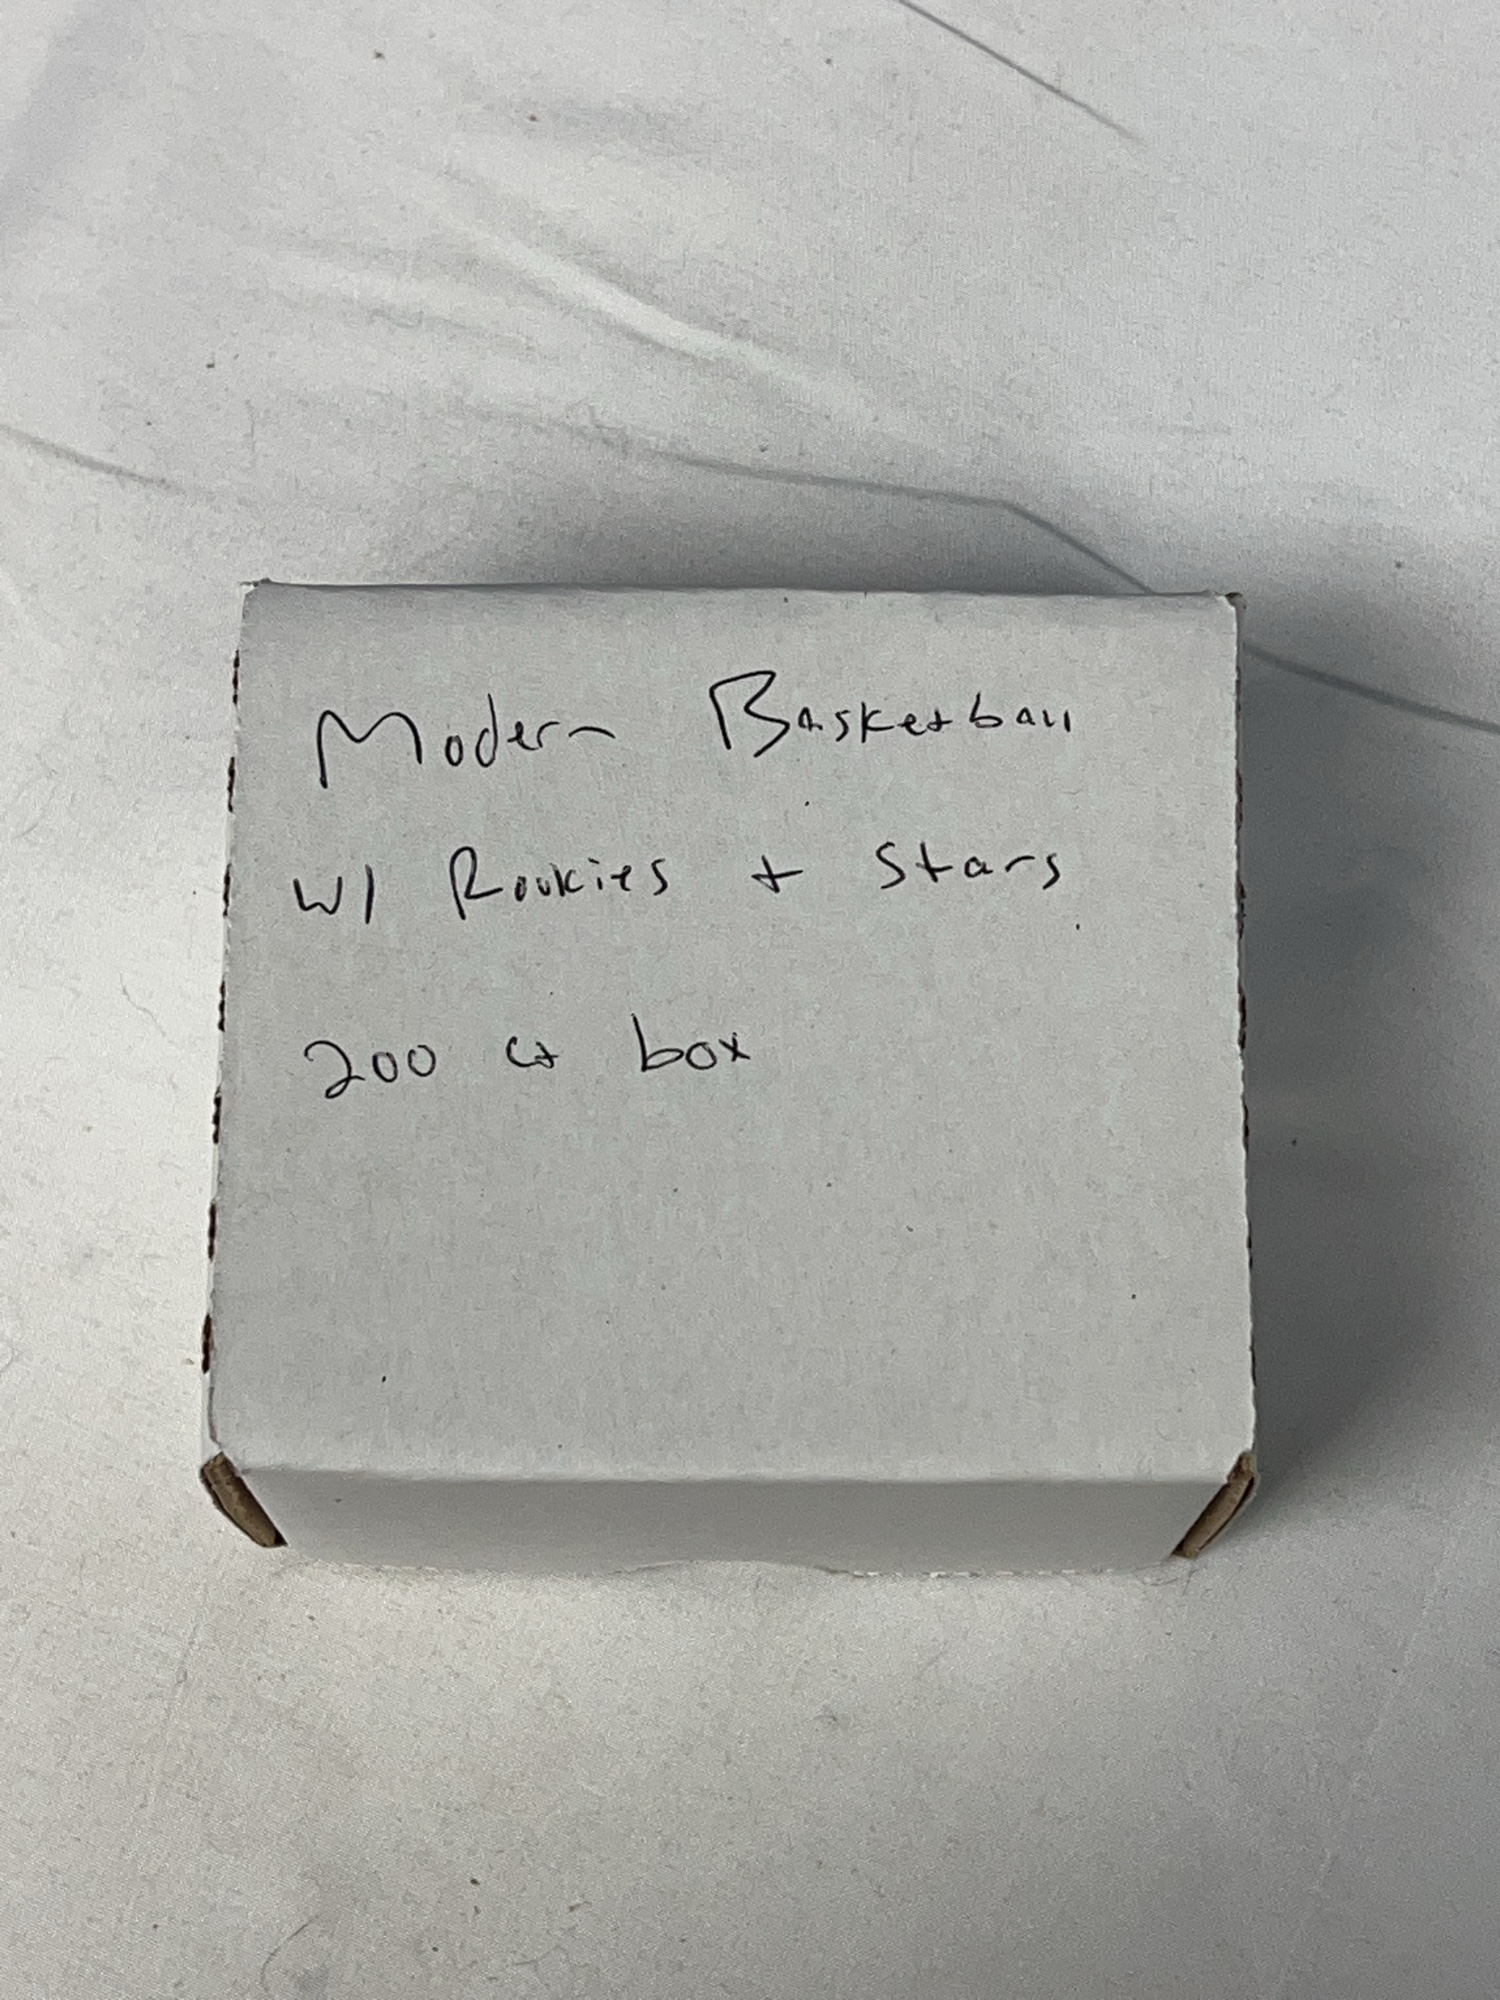 Modern Basketball
w/ Rookies + Stars
200 ct box